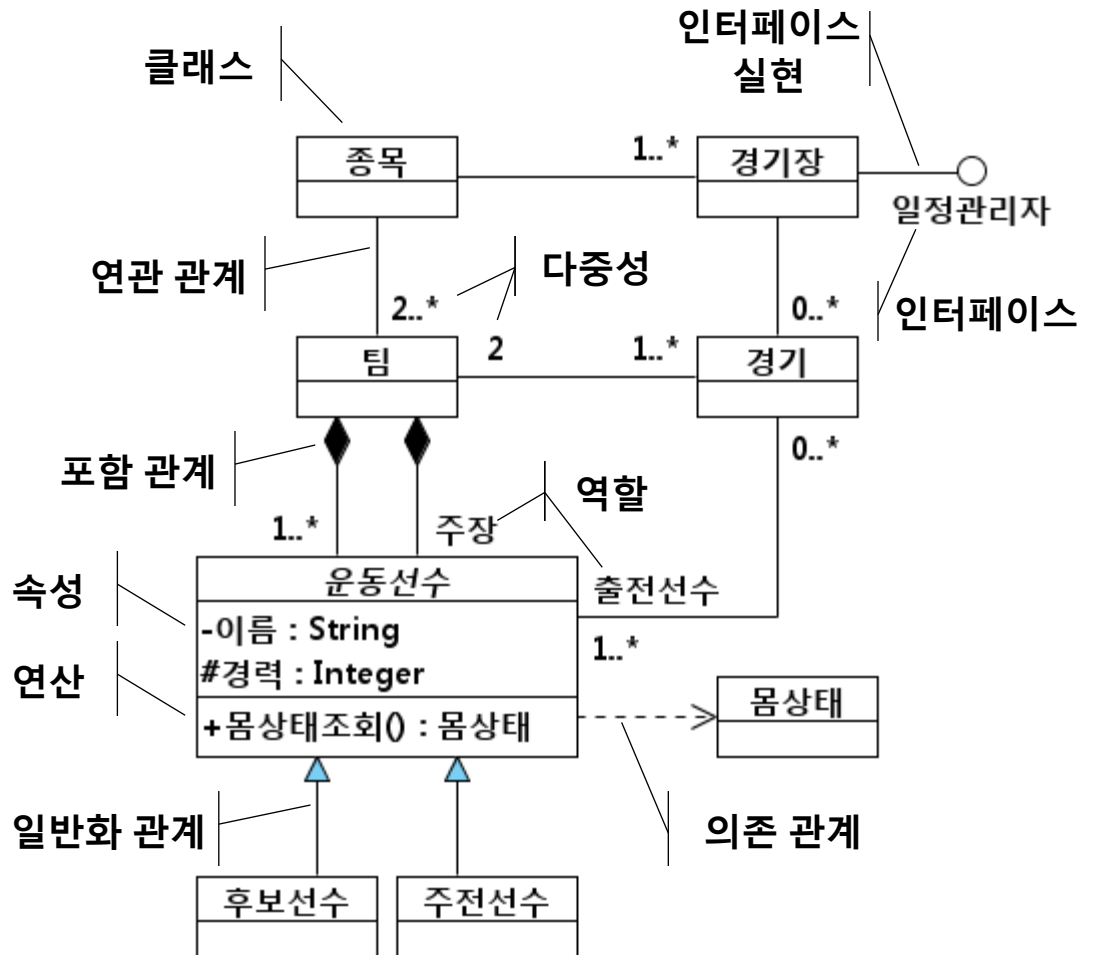 인터페이스
실현
클래스
종목
1..*
경기장
일정관리자
연관 관계
다중성
2..*
0..*
인터페이스
팀
2
1..*
경기
0..*
포함 관계
역할
1..*
주장
운동선수
출전선수
속성
-이름 : String
#경력 : Integer
1..*
연산
+몸상태조회() : 몸상태
몸상태
일반화 관계
의존 관계
후보선수
주전선수